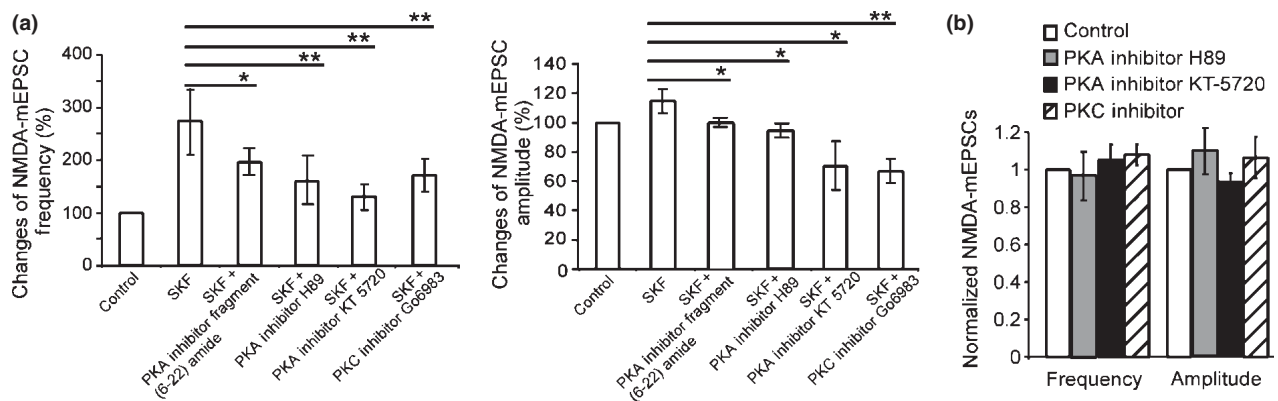 (a)
Changes of NMDA-mEPSC
frequency (%)
400
300
200
100
0
**
**
**
*
Control
SKF
SKF+
PKA inhibitor fragment
(6-22) amide
SKF+
PKA inhibitor H89
SKF+
PKA inhibitor KT 5720
SKF+
PKC inhibitor Go6983
Changes of NMDA-mEPSC
amplitude (%)
140
120
100
80
60
40
20
0
**
*
*
*
Control
SKF
SKF+
PKA inhibitor fragment
(6-22) amide
SKF+
PKA inhibitor H89
SKF+
PKA inhibitor KT 5720
SKF+
PKC inhibitor Go6983
(b)
Control
PKA inhibitor H89
PKA inhibitor KT-5720
PKC inhibitor
Normalized NMDA-mEPSCs
1.2
1
0.8
0.6
0.4
0.2
0
Frequency
Amplitude